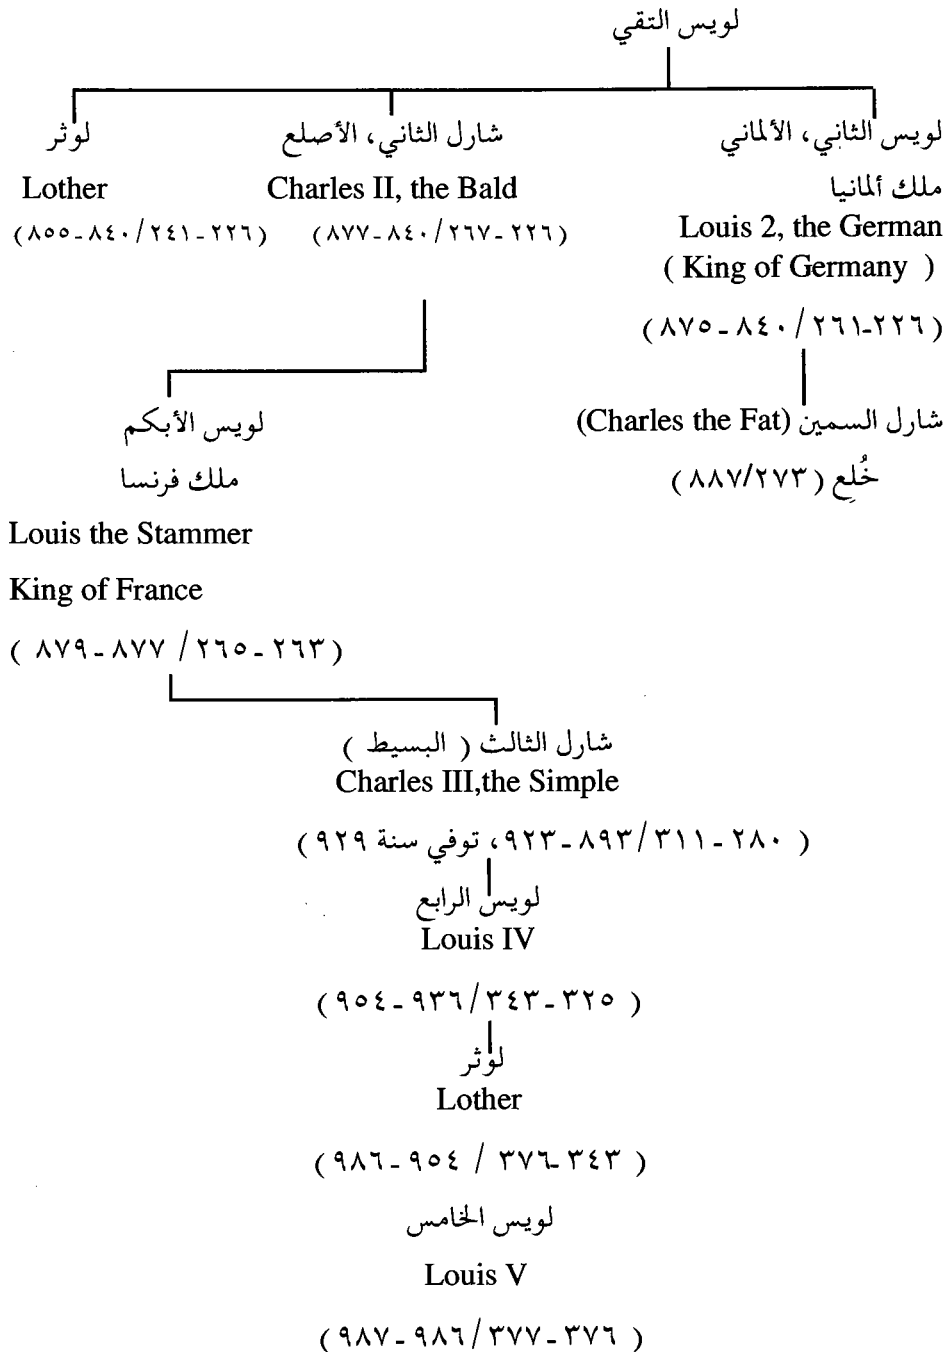 لويس التقي
لويس الثاني، الألماني
شارل الثاني، الأصلع
لوثر
ملك ألمانيا
Charles II, the Bald
Lother
Louis 2, the German
(٢٢٦-٢٦٧/٨٤٠-٨٧٧)
(٢٢٦-٢٤١/٨٤٠-٨٥٥)
( King of Germany )
(٢٢٦-٢٦١/٨٤٠-٨٧٥)
شارل السمين (Charles the Fat)
لويس الأبكم
خُلِع (٨٨٧/٢٧٣)
ملك فرنسا
Louis the Stammer
King of France
(٢٦٣-٢٦٥/ ٨٧٧-٨٧٩ )
شارل الثالث ( البسيط )
Charles III,the Simple
( ٢٨٠-٣١١/٨٩٣-٩٢٣، توفي سنة ٩٢٩)
لويس الرابع
Louis IV
( ٣٢٥-٣٤٣/٩٣٦-٩٥٤)
لوثر
Lother
( ٣٤٣-٣٧٦ / ٩٥٤-٩٨٦)
لويس الخامس
Louis V
( ٣٧٦-٣٧٧/٩٨٦-٩٨٧)